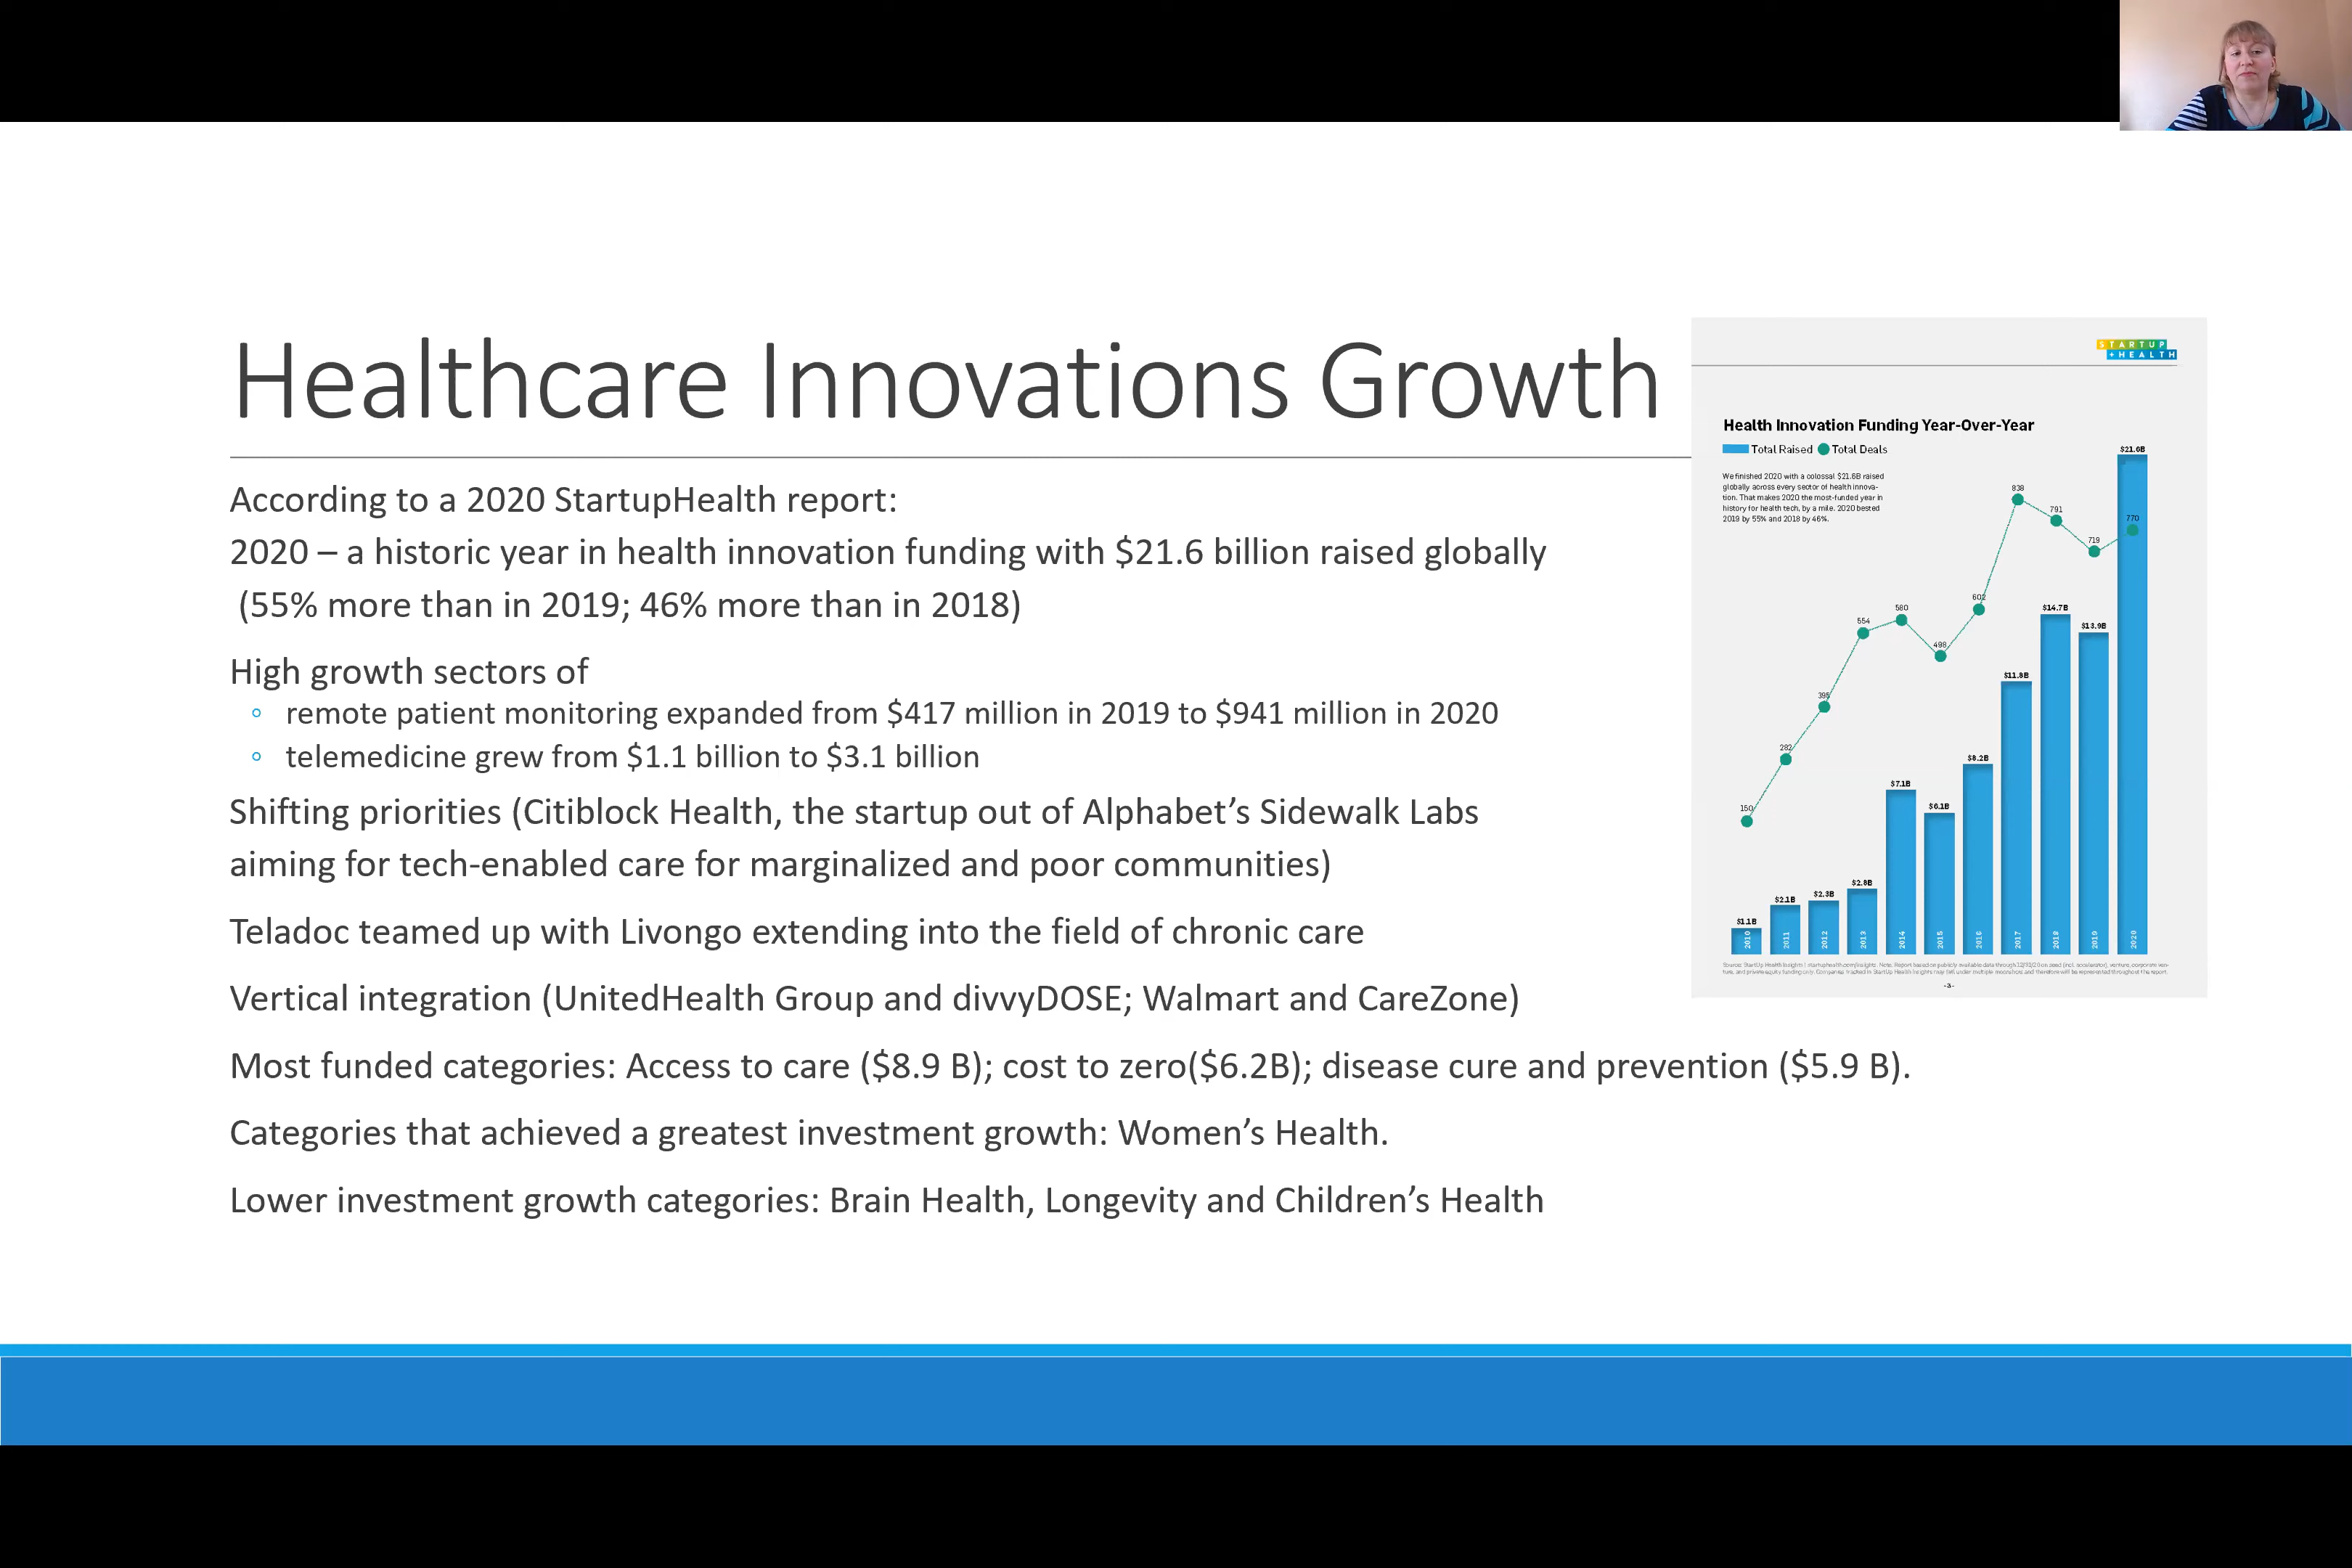 Healthcare Innovations Growth
According to a 2020 StartupHealth report:
2020 – a historic year in health innovation funding with $21.6 billion raised globally
(55% more than in 2019; 46% more than in 2018)
High growth sectors of
remote patient monitoring expanded from $417 million in 2019 to $941 million in 2020
telemedicine grew from $1.1 billion to $3.1 billion
Shifting priorities (Citiblock Health, the startup out of Alphabet’s Sidewalk Labs
aiming for tech-enabled care for marginalized and poor communities)
Teladoc teamed up with Livongo extending into the field of chronic care
Vertical integration (UnitedHealth Group and divvyDOSE; Walmart and CareZone)
Most funded categories: Access to care ($8.9 B); cost to zero($6.2B); disease cure and prevention ($5.9 B).
Categories that achieved a greatest investment growth: Women’s Health.
Lower investment growth categories: Brain Health, Longevity and Children’s Health
STARTUP
+HEALTH
Health Innovation Funding Year-Over-Year
Total Raised Total Deals
We finished 2020 with a colossal $21.6B raised
globally across every sector of health innova-
tion. That makes 2020 the most-funded year in
history for health tech, by a mile. 2020 bested
2019 by 55% and 2018 by 46%.
150 282 395 554 580 498 602 838 791 719 770
$1.1B $2.1B $2.3B $2.8B $7.1B $6.1B $8.2B $11.8B $14.7B $13.9B $21.6B
2010 2011 2012 2013 2014 2015 2016 2017 2018 2019 2020
-3-